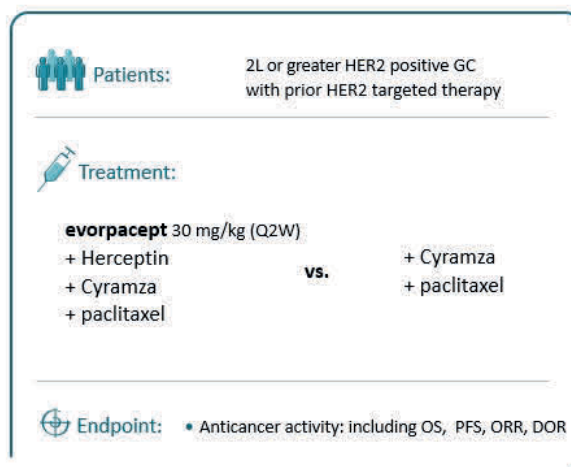 Patients:
2L or greater HER2 positive GC
with prior HER2 targeted therapy
Treatment:
evorpacept 30 mg/kg (Q2W)
+ Herceptin
+ Cyramza
+ paclitaxel
vs.
+ Cyramza
+ paclitaxel
Endpoint:
• Anticancer activity: including OS, PFS, ORR, DOR